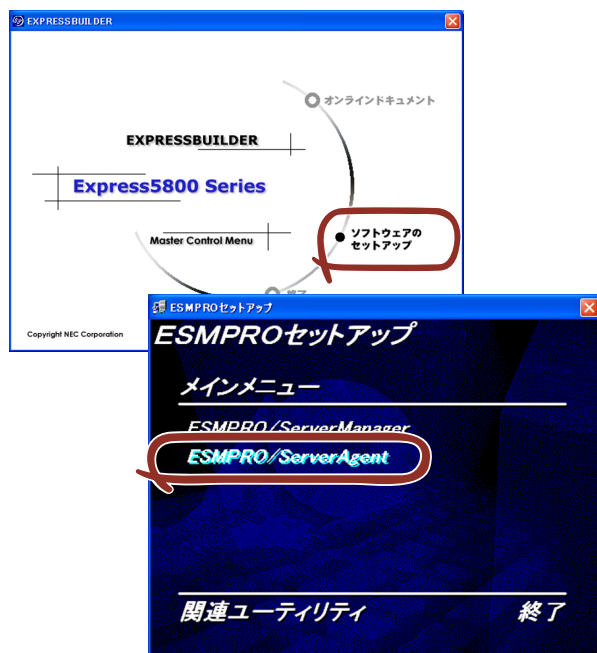 EXPRESSBUILDER
オンラインドキュメント
EXPRESSBUILDER
Express5800 Series
Master Control Menu
ソフトウェアの
セットアップ
終了
Copyright NEC Corporation
ESMPROセットアップ
ESMPROセットアップ
メインメニュー
ESMPRO/ServerManager
ESMPRO/ServerAgent
関連ユーティリティ
終了